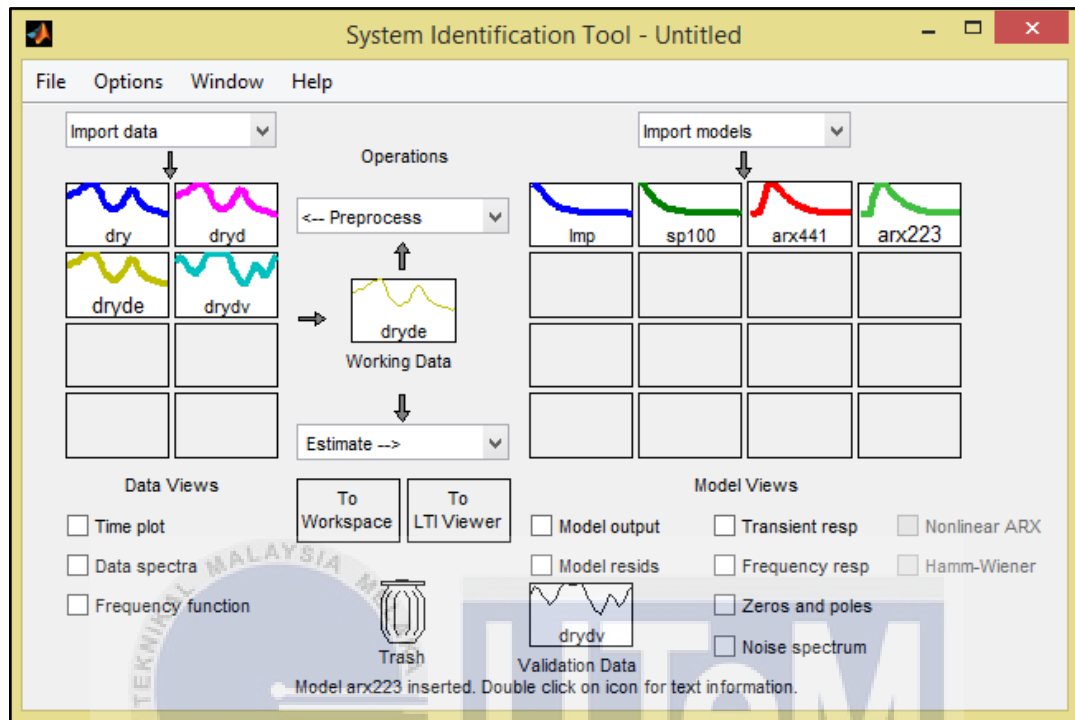 System Identification Tool - Untitled
File Options Window Help
Import data
Import models
Operations
dry
dryd
<-- Preprocess
Imp
sp100
arx441
arx223
dryde
drydv
dryde
Working Data
Estimate -->
Data Views
Model Views
To Workspace
To LTI Viewer
Time plot
Data spectra
Frequency function
Model output
Model resids
Transient resp
Frequency resp
Zeros and poles
Noise spectrum
Nonlinear ARX
Hamm-Wiener
Trash
drydv
Validation Data
Model arx223 inserted. Double click on icon for text information.
TEKNIKAL MALAYSIA
UTeM